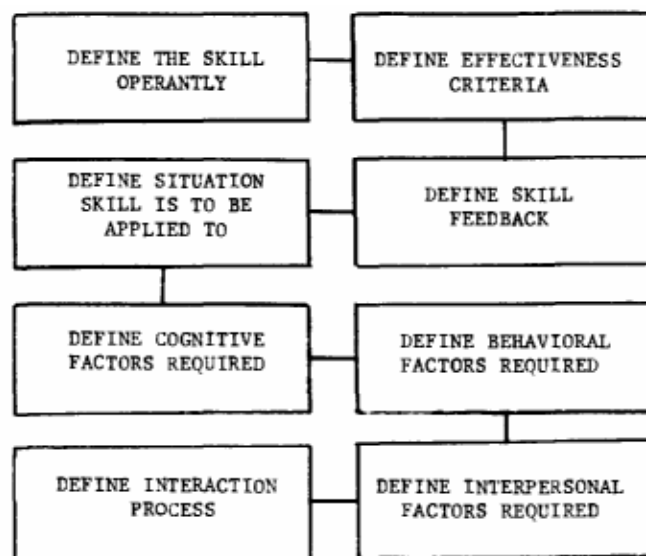 DEFINE THE SKILL
OPERANTLY
DEFINE EFFECTIVENESS
CRITERIA
DEFINE SITUATION
SKILL IS TO BE
APPLIED TO
DEFINE SKILL
FEEDBACK
DEFINE COGNITIVE
FACTORS REQUIRED
DEFINE BEHAVIORAL
FACTORS REQUIRED
DEFINE INTERACTION
PROCESS
DEFINE INTERPERSONAL
FACTORS REQUIRED